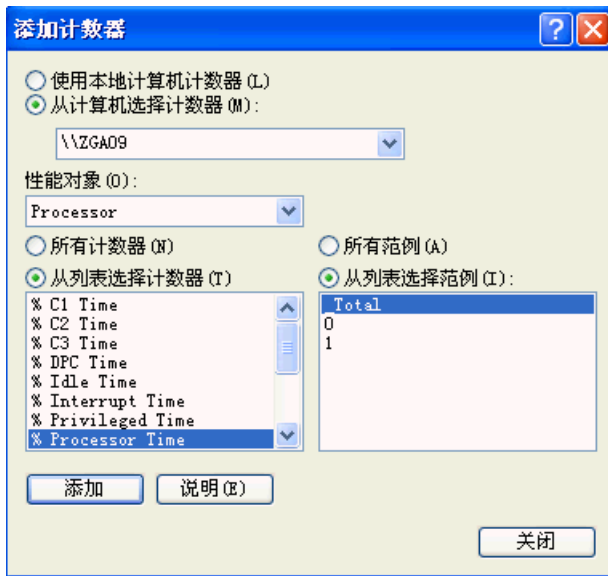 添加计数器
使用本地计算机计数器(L)
从计算机选择计数器(M):
\\ZGA09
性能对象(O):
Processor
所有计数器(N)
所有范例(A)
从列表选择计数器(T)
从列表选择范例(I):
% C1 Time
% C2 Time
% C3 Time
% DPC Time
% Idle Time
% Interrupt Time
% Privileged Time
% Processor Time
_Total
0
1
添加
说明(E)
关闭